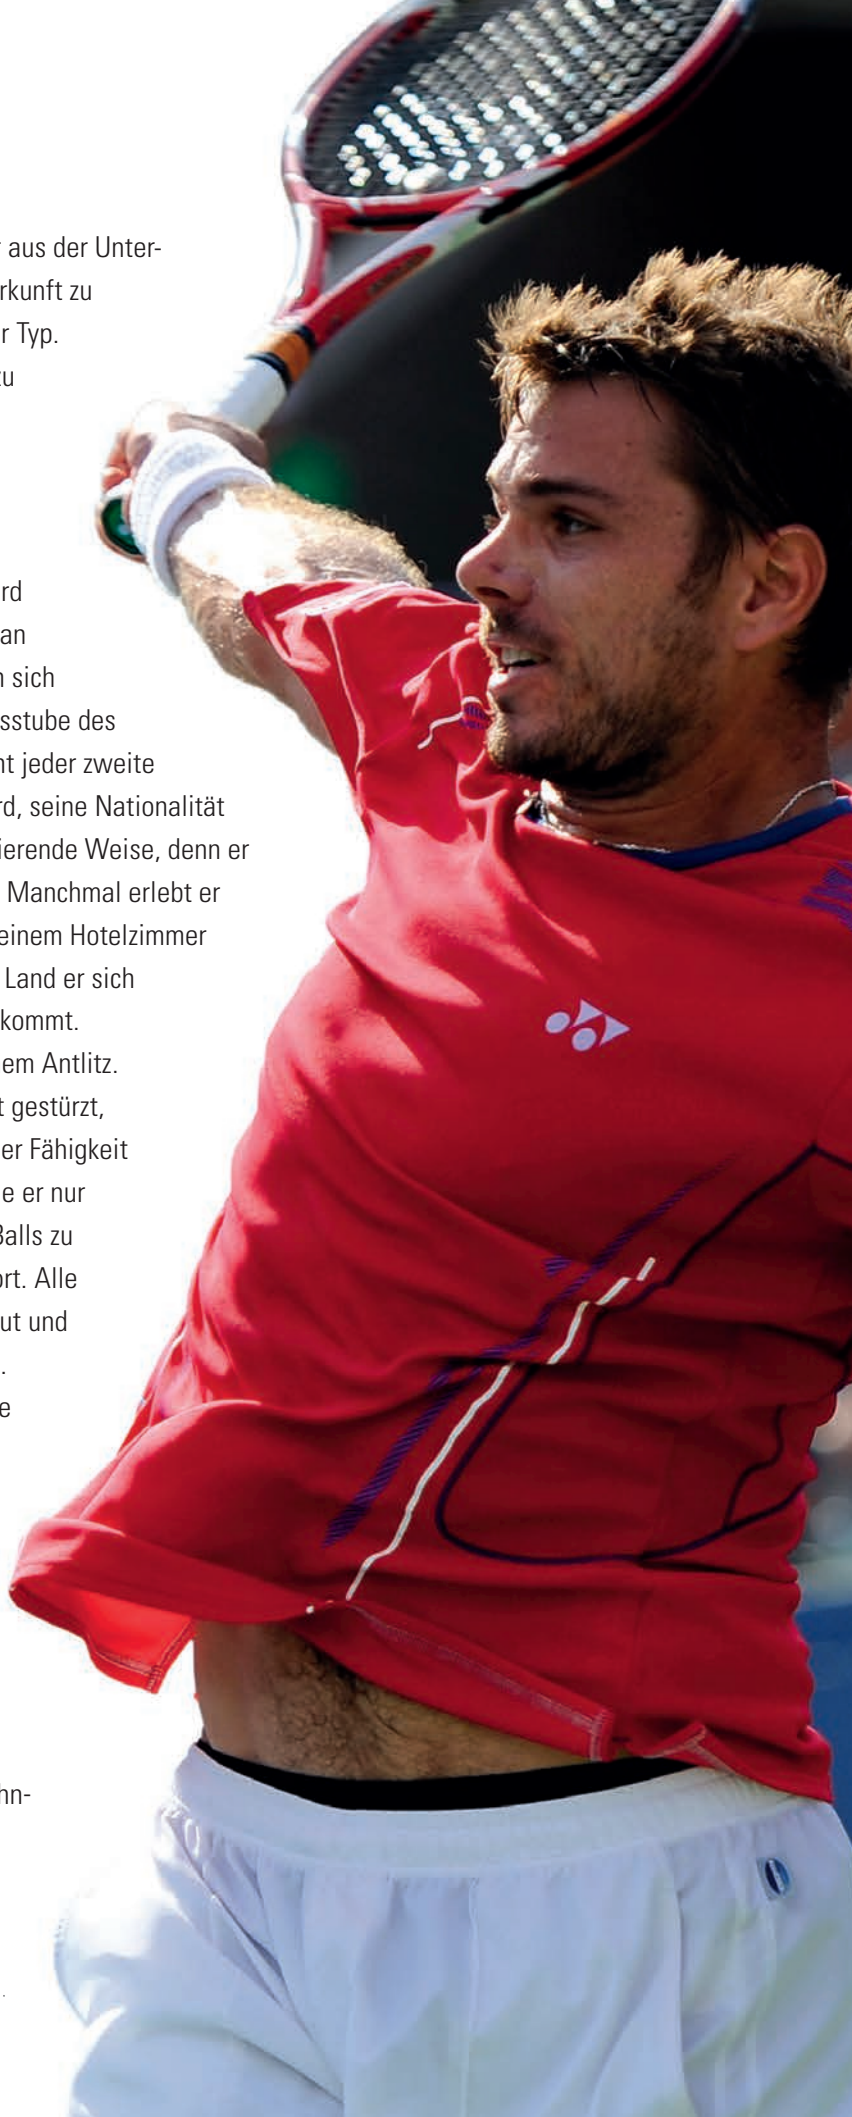 aus der Unter-
rkunft zu
r Typ.
zu
rd
an
n sich
sstube des
nt jeder zweite
rd, seine Nationalität
ierende Weise, denn er
Manchmal erlebt er
einem Hotelzimmer
Land er sich
kommt.
em Antlitz.
t gestürzt,
er Fähigkeit
e er nur
Balls zu
ort. Alle
ut und
.
e
hn-